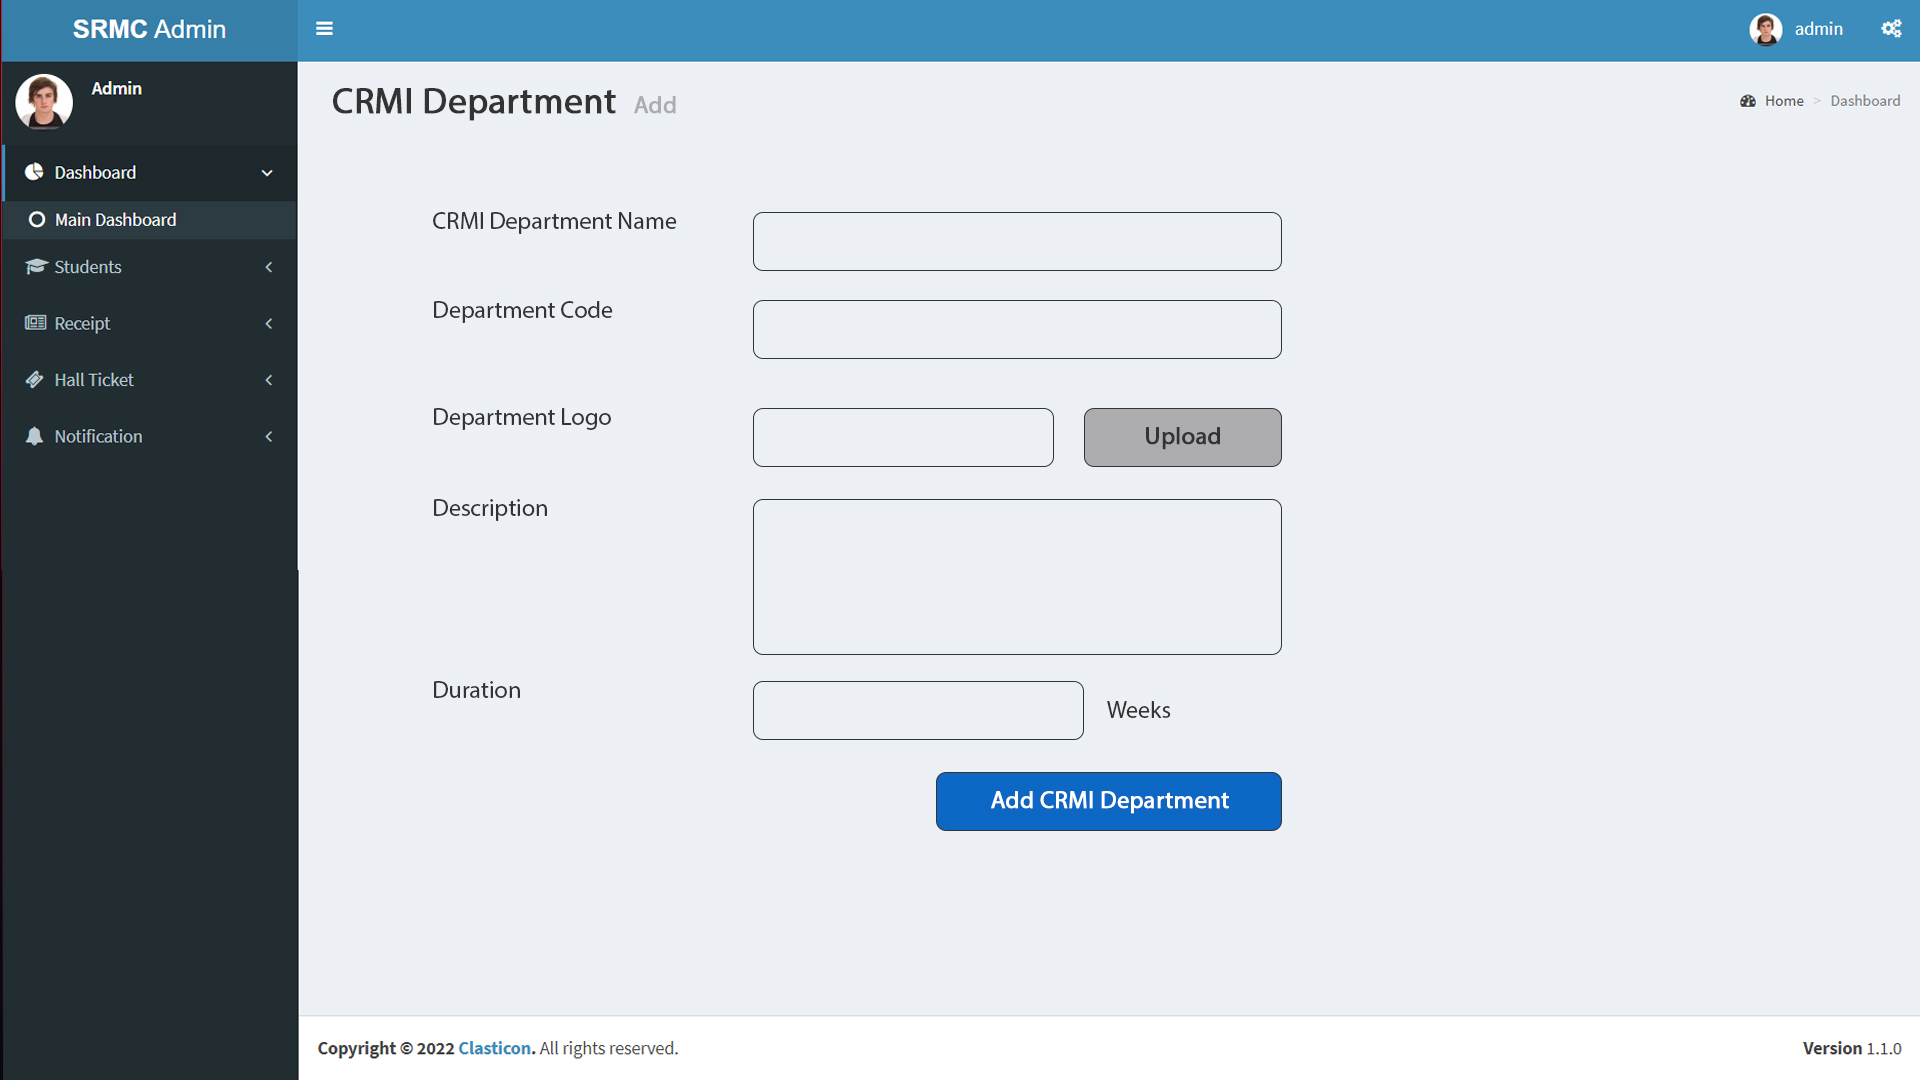 SRMC Admin
admin
Admin
CRMI Department Add
Home > Dashboard
Dashboard
Main Dashboard
Students
Receipt
Hall Ticket
Notification
CRMI Department Name
Department Code
Department Logo
Upload
Description
Duration
Weeks
Add CRMI Department
Copyright © 2022 Clasticon. All rights reserved.
Version 1.1.0